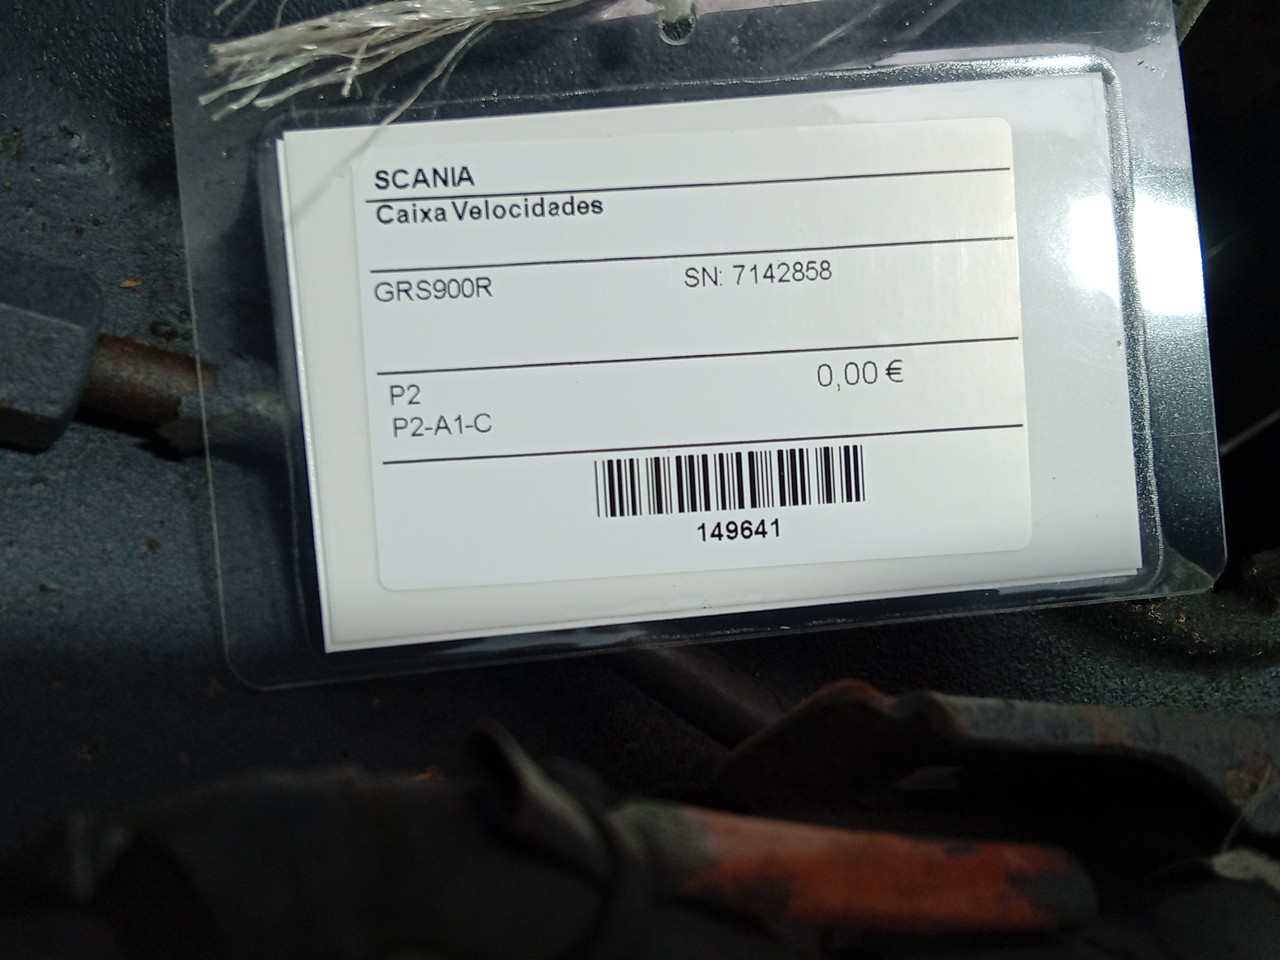 SCANIA
Caixa Velocidades
GRS900R SN: 7142858
P2 0,00 €
P2-A1-C
149641